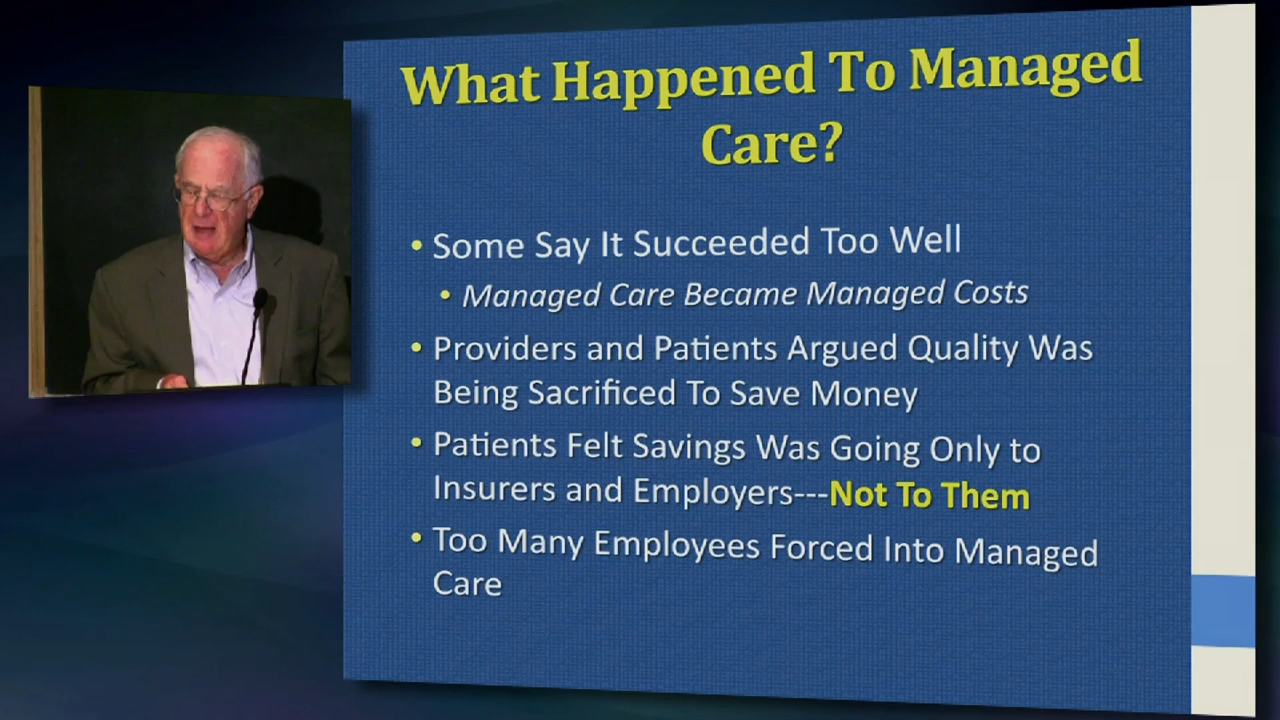 What Happened To Managed
Care?
• Some Say It Succeeded Too Well
• Managed Care Became Managed Costs
• Providers and Patients Argued Quality Was
Being Sacrificed To Save Money
• Patients Felt Savings Was Going Only to
Insurers and Employers---Not To Them
• Too Many Employees Forced Into Managed
Care